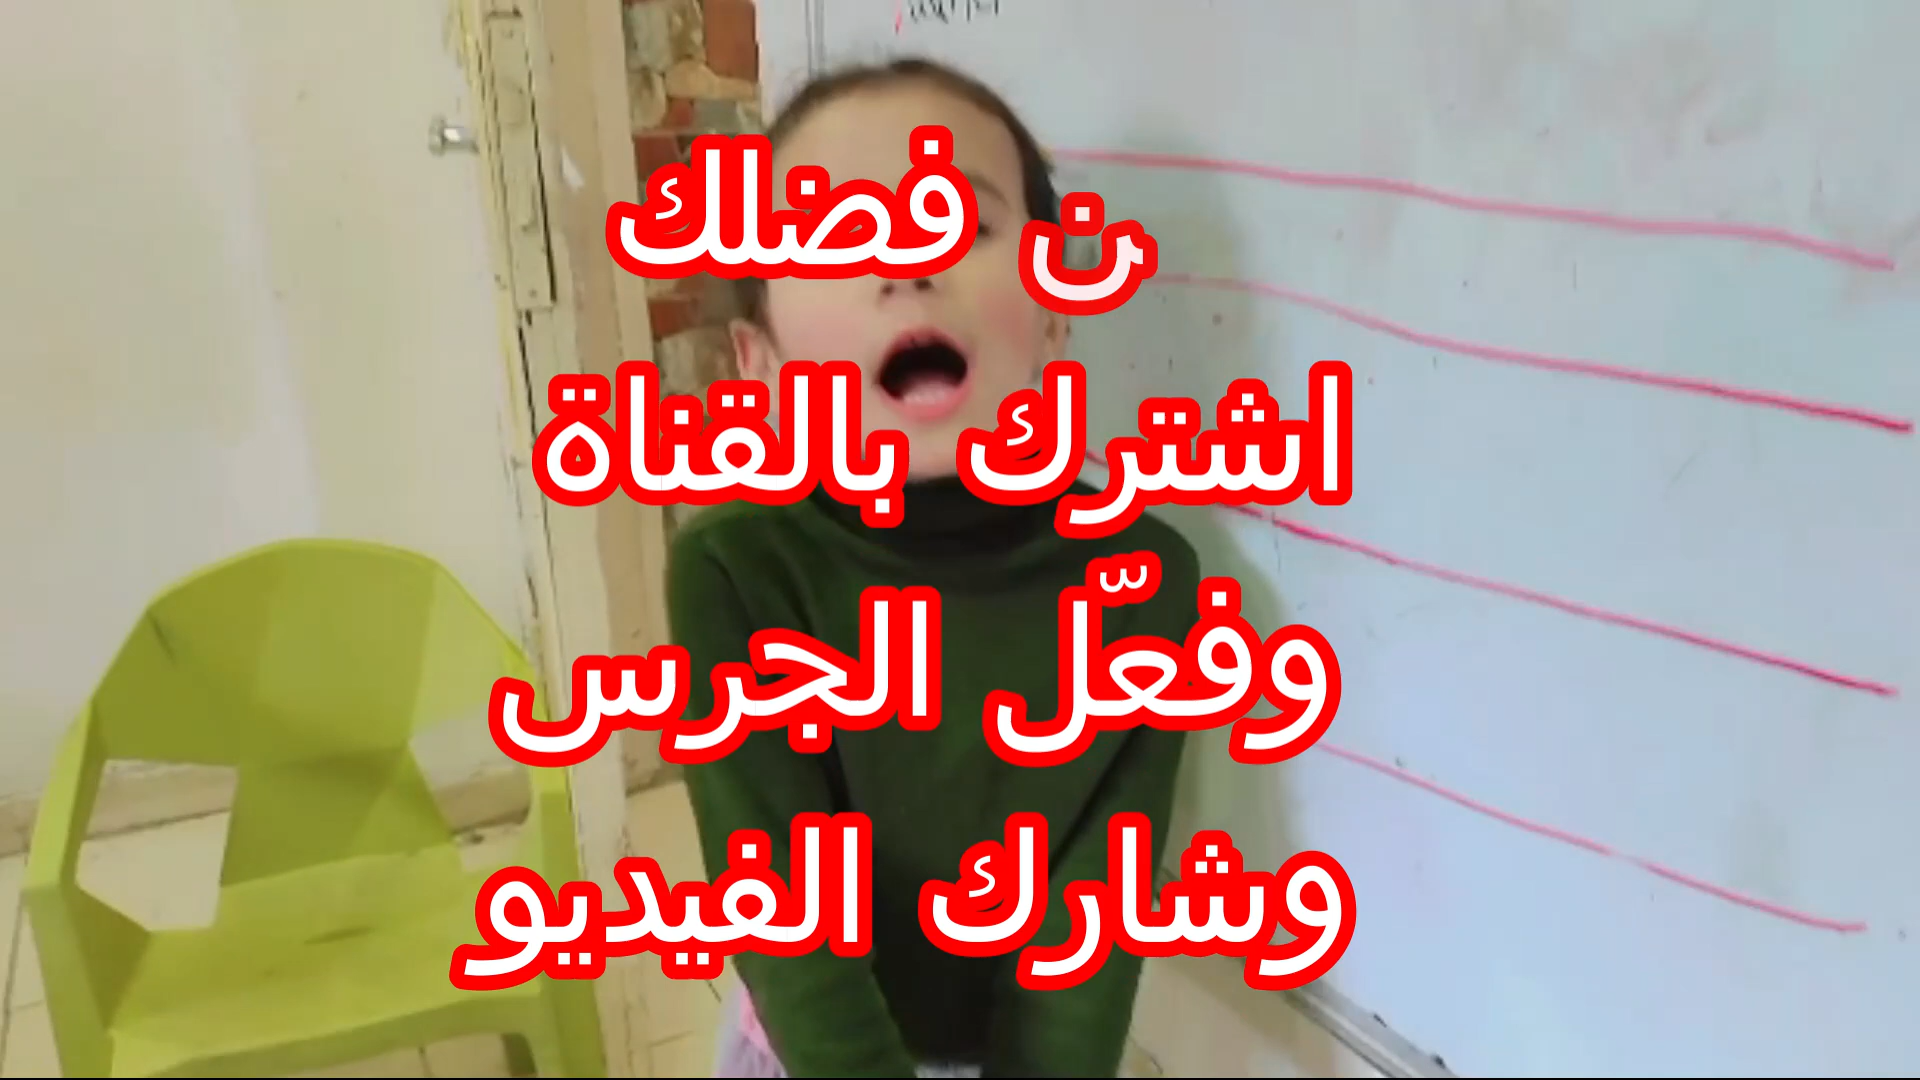 ن فضلك
اشترك بالقناة
وفعّل الجرس
وشارك الفيديو